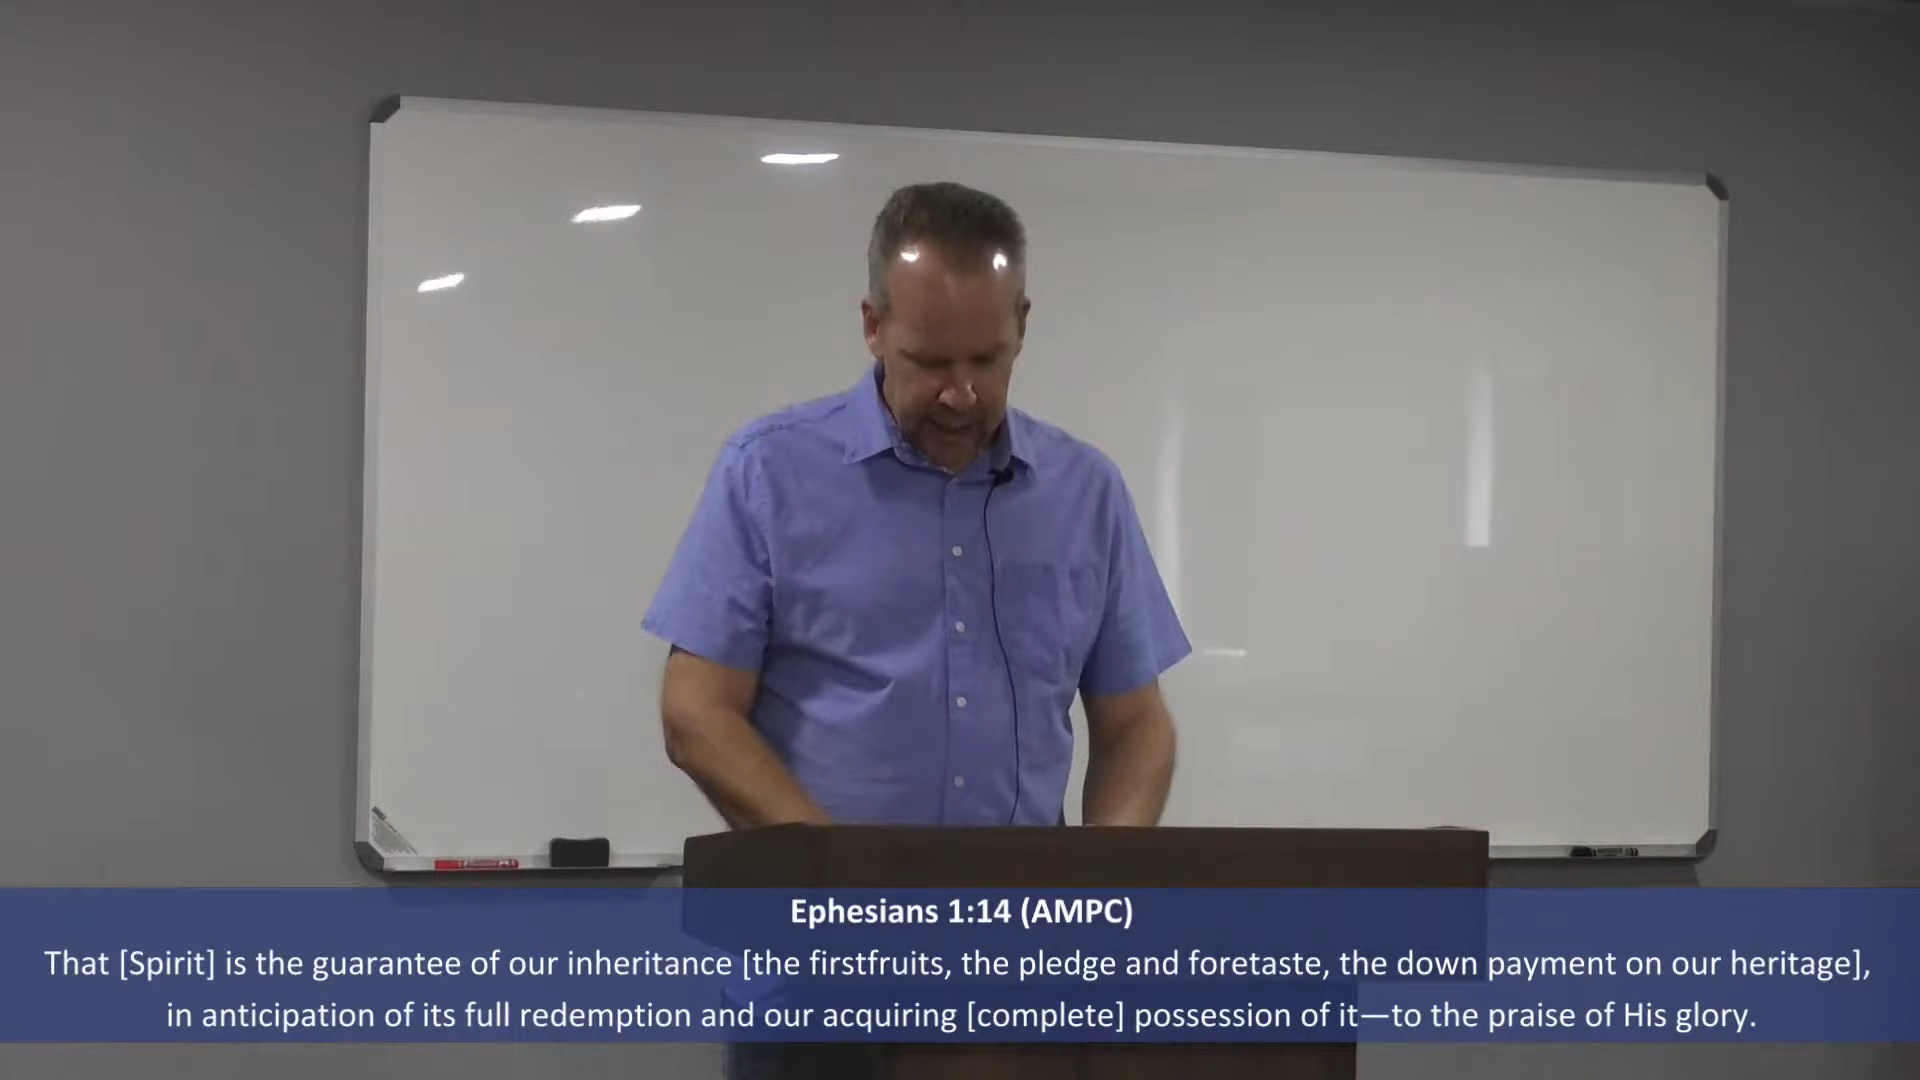 Ephesians 1:14 (AMPC)
That [Spirit] is the guarantee of our inheritance [the firstfruits, the pledge and foretaste, the down payment on our heritage],
in anticipation of its full redemption and our acquiring [complete] possession of it—to the praise of His glory.